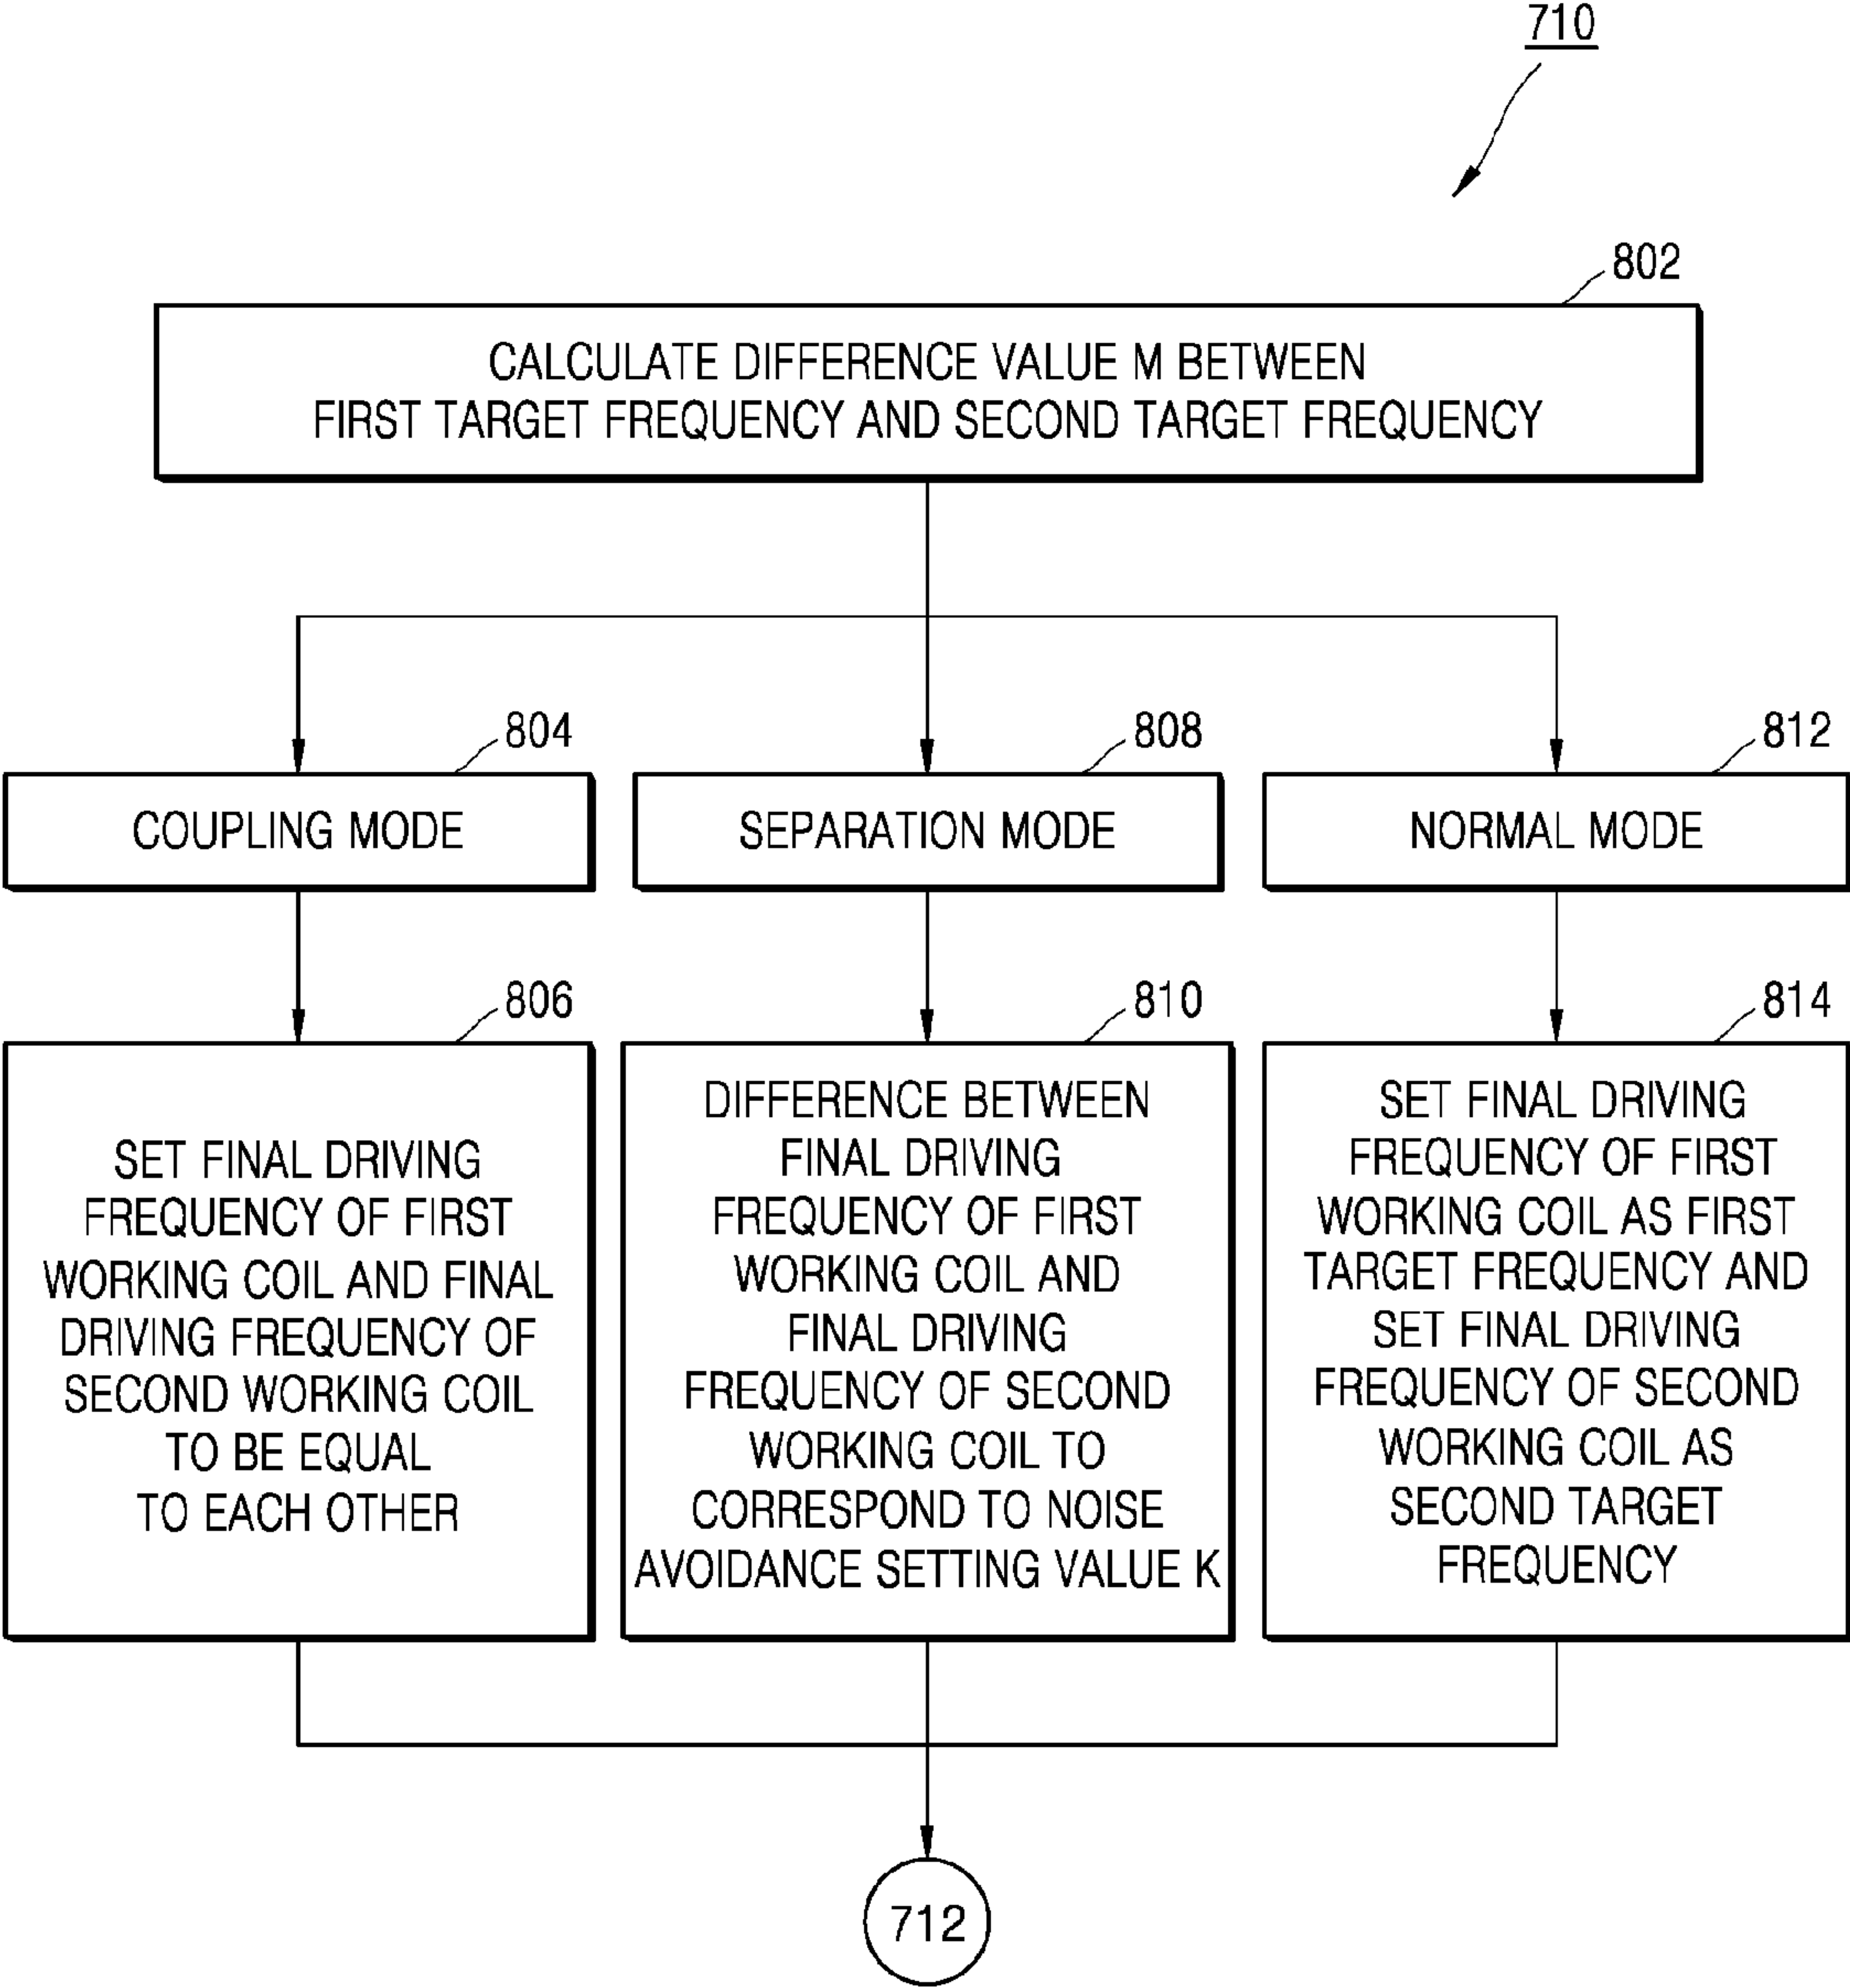 710
802
CALCULATE DIFFERENCE VALUE M BETWEEN
FIRST TARGET FREQUENCY AND SECOND TARGET FREQUENCY
804
COUPLING MODE
808
SEPARATION MODE
812
NORMAL MODE
806
SET FINAL DRIVING
FREQUENCY OF FIRST
WORKING COIL AND FINAL
DRIVING FREQUENCY OF
SECOND WORKING COIL
TO BE EQUAL
TO EACH OTHER
810
DIFFERENCE BETWEEN
FINAL DRIVING
FREQUENCY OF FIRST
WORKING COIL AND
FINAL DRIVING
FREQUENCY OF SECOND
WORKING COIL TO
CORRESPOND TO NOISE
AVOIDANCE SETTING VALUE K
814
SET FINAL DRIVING
FREQUENCY OF FIRST
WORKING COIL AS FIRST
TARGET FREQUENCY AND
SET FINAL DRIVING
FREQUENCY OF SECOND
WORKING COIL AS
SECOND TARGET
FREQUENCY
712